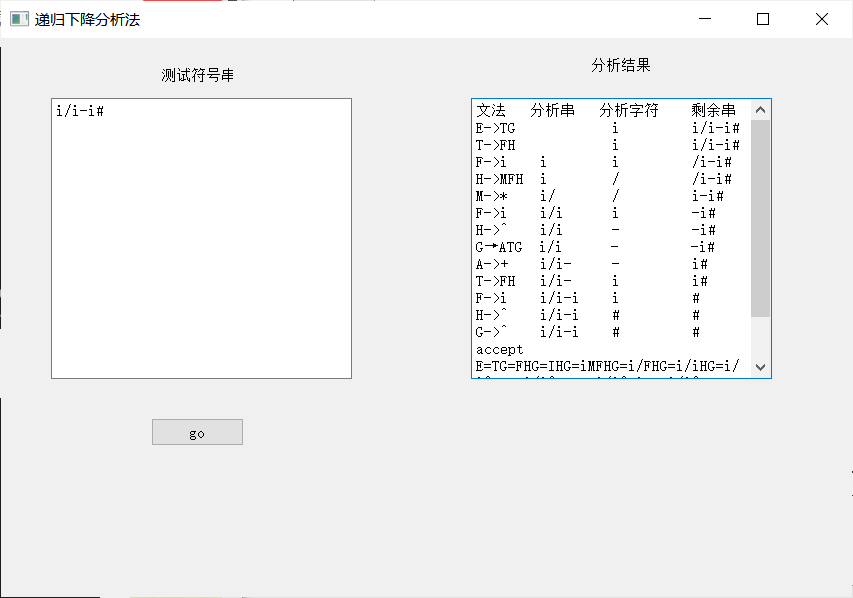 递归下降分析法
测试符号串
分析结果
i/i-i#
文法 分析串 分析字符 剩余串
E->TG i i/i-i#
T->FH i i/i-i#
F->i i i /i-i#
H->MFH i / /i-i#
M->* i/ / i-i#
F->i i/i i -i#
H->^ i/i - -i#
G→ATG i/i - -i#
A->+ i/i- - i#
T->FH i/i- i i#
F->i i/i-i i #
H->^ i/i-i # #
G->^ i/i-i # #
accept
E=TG=FHG=IHG=iMFHG=i/FHG=i/iHG=i/
go